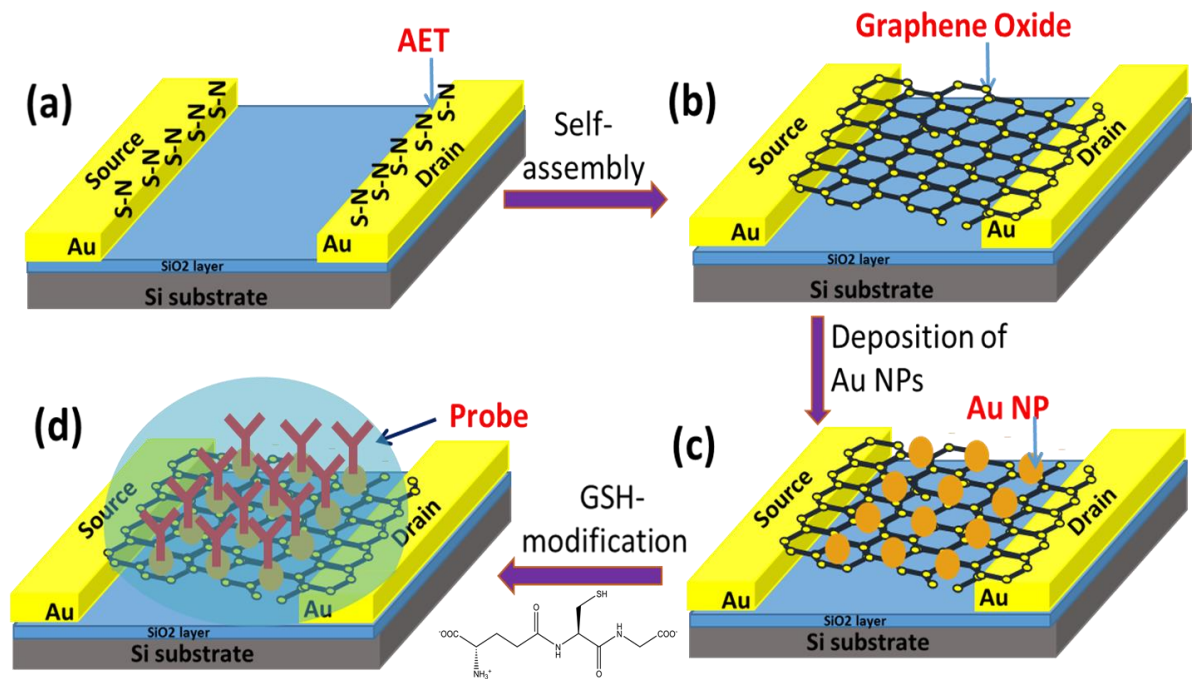 (a)
AET
Source
S-N S-N S-N S-N S-N
S-N S-N S-N S-N S-N
Drain
Au
Au
SiO2 layer
Si substrate
Self-
assembly
(b)
Graphene Oxide
Source
Drain
Au
Au
SiO2 layer
Si substrate
Deposition of
Au NPs
(c)
Au NP
Source
Drain
Au
Au
SiO2 layer
Si substrate
GSH-
modification
SH
O
⁻OOC
N
H
H
N
O
COO⁻
NH₃⁺
(d)
Probe
Source
Drain
Au
Au
SiO2 layer
Si substrate